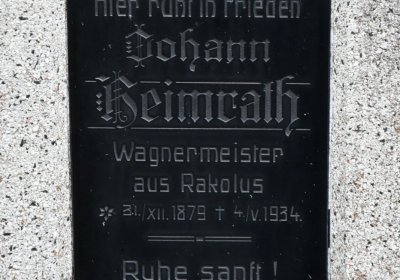 Hier ruht in Frieden
Johann
Heimrath
Wagnermeister
aus Rakolus
* 31./XII. 1879 † 4./V. 1934.
Ruhe sanft!